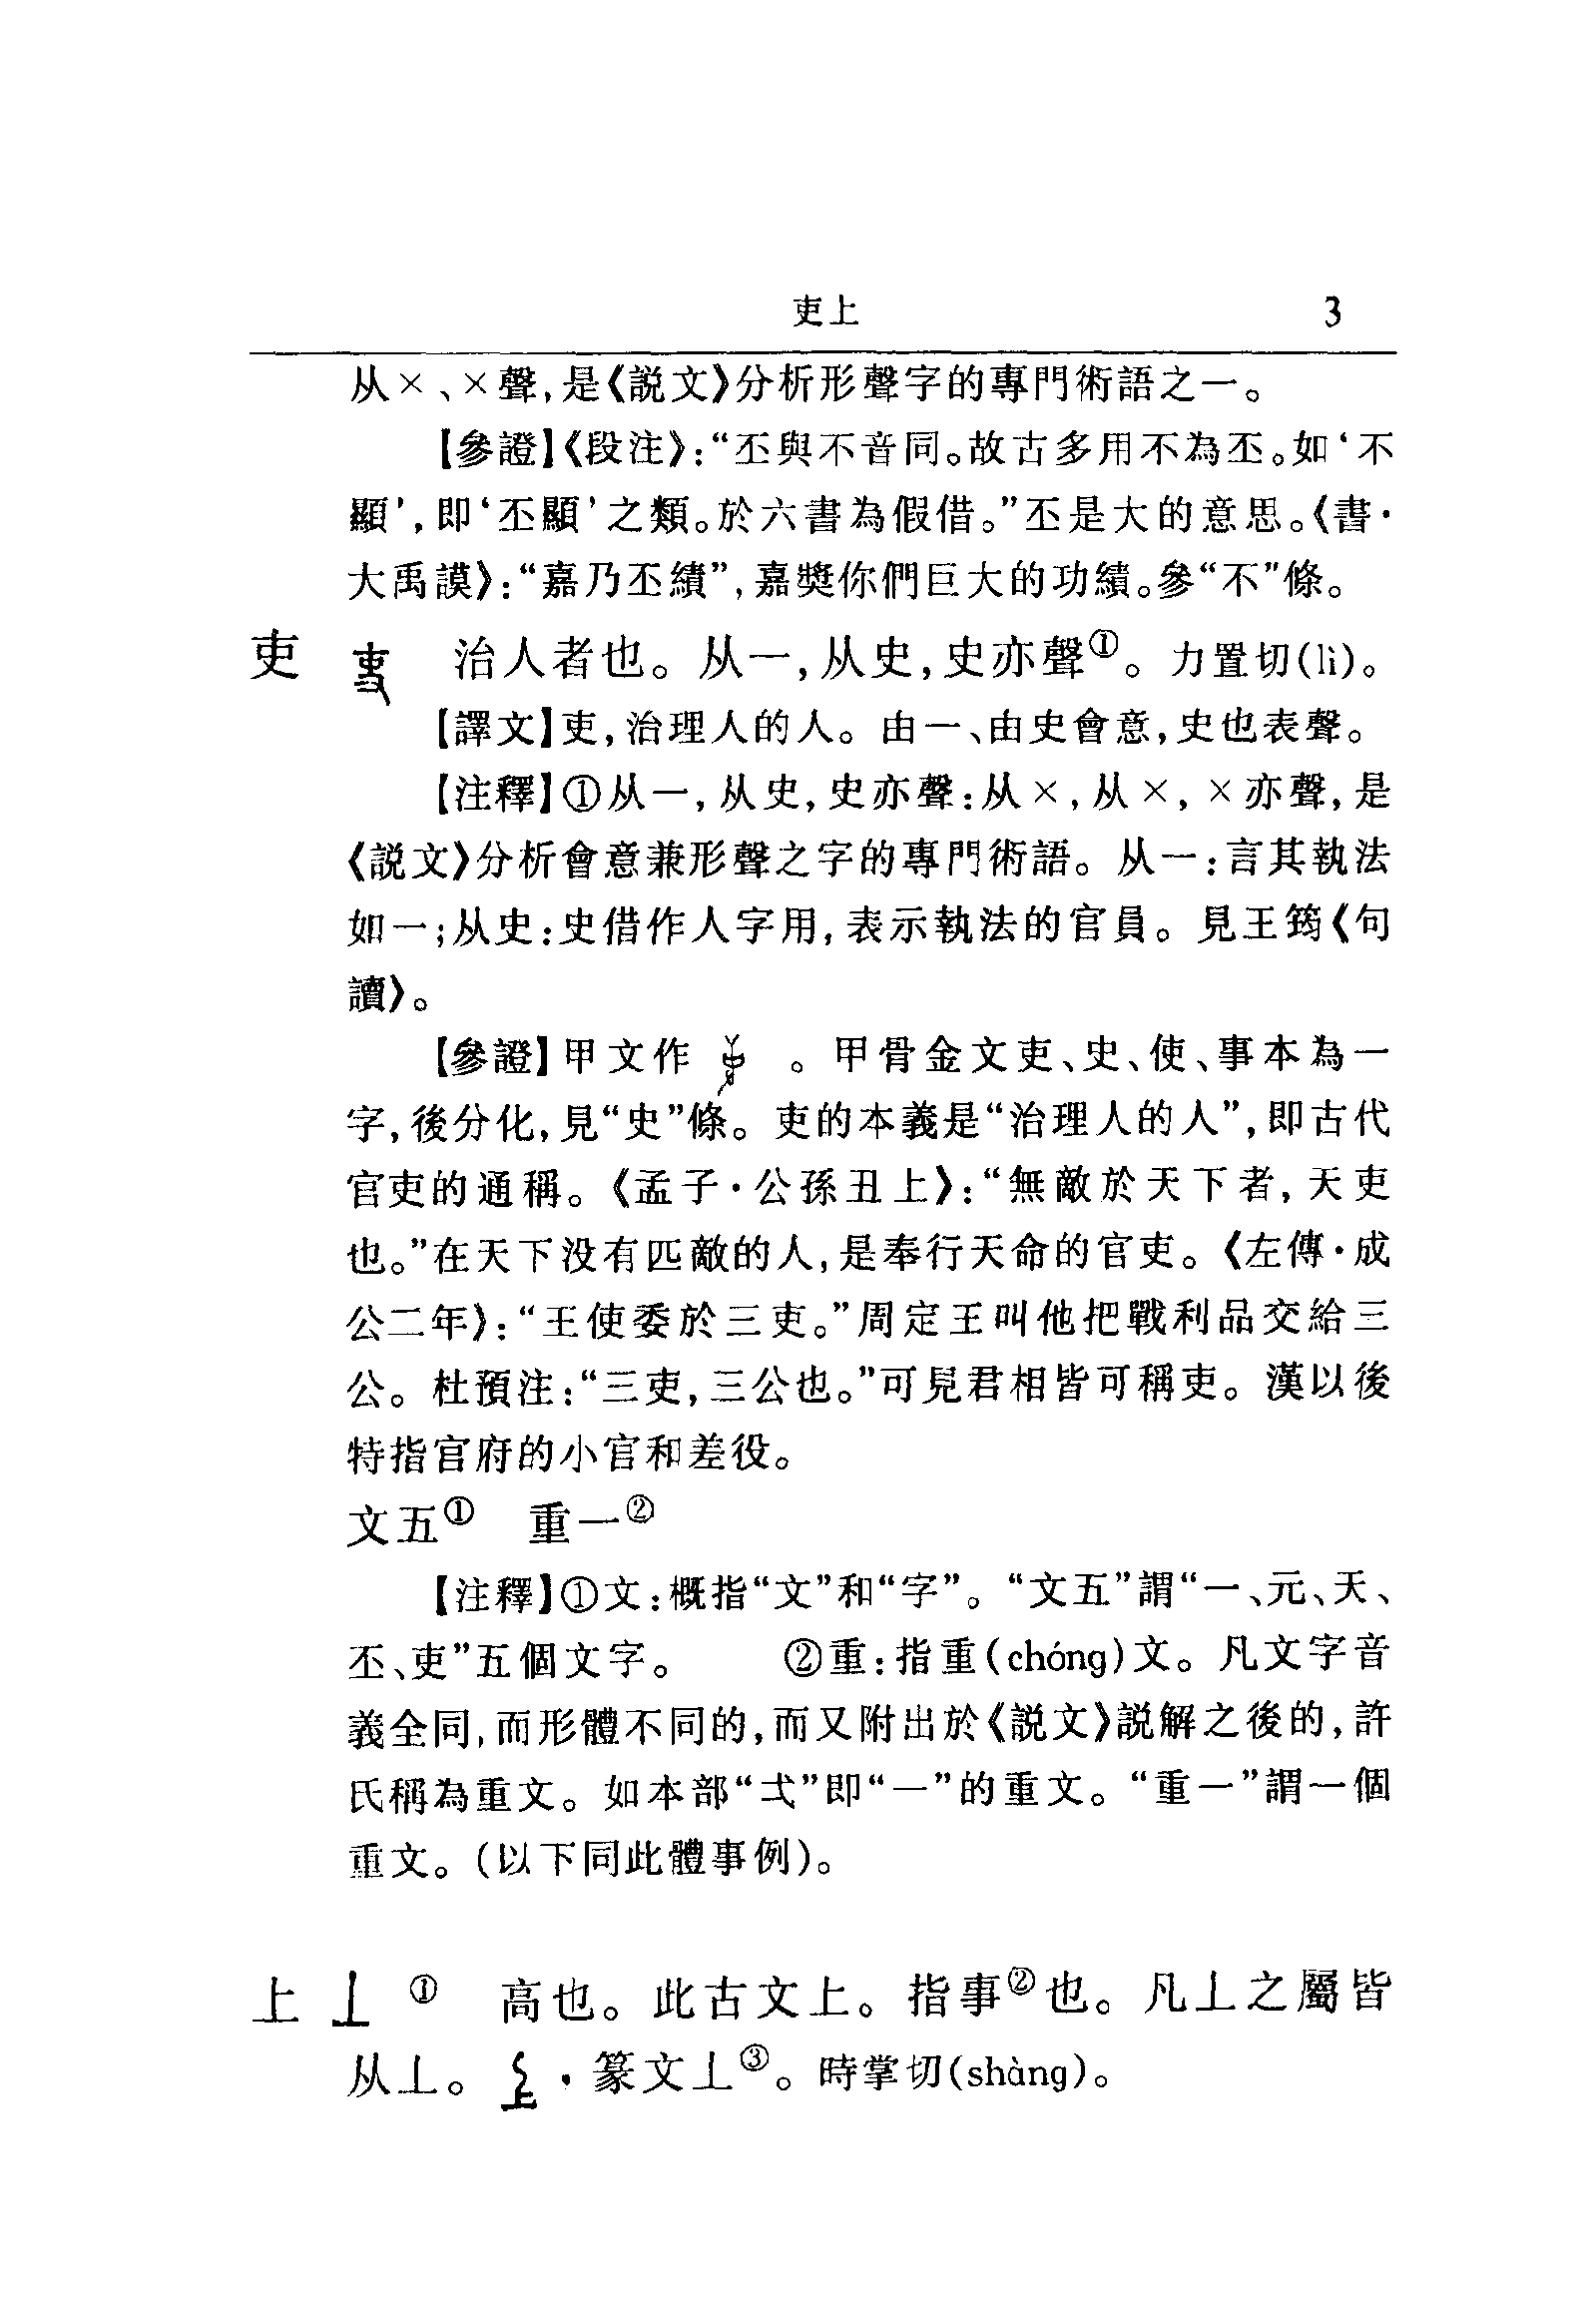 吏上 3
从×、×聲,是《説文》分析形聲字的專門術語之一。
【參證】《段注》:“丕與不音同。故古多用不為丕。如‘不
顯’,即‘丕顯’之類。於六書為假借。”丕是大的意思。《書·
大禹謨》:“嘉乃丕績”,嘉奬你們巨大的功績。參“不”條。
吏 治人者也。从一,从史,史亦聲①。力置切(lì)。
【譯文】吏,治理人的人。由一、由史會意,史也表聲。
【注釋】①从一,从史,史亦聲:从×,从×,×亦聲,是
《説文》分析會意兼形聲之字的專門術語。从一:言其執法
如一;从史:史借作人字用,表示執法的官員。見王筠《句
讀》。
【參證】甲文作 。甲骨金文吏、史、使、事本為一
字,後分化,見“史”條。吏的本義是“治理人的人”,即古代
官吏的通稱。《孟子·公孫丑上》:“無敵於天下者,天吏
也。”在天下没有匹敵的人,是奉行天命的官吏。《左傳·成
公二年》:“王使委於三吏。”周定王叫他把戰利品交給三
公。杜預注:“三吏,三公也。”可見君相皆可稱吏。漢以後
特指官府的小官和差役。
文五① 重一②
【注釋】①文:概指“文”和“字”。“文五”謂“一、元、天、
丕、吏”五個文字。 ②重:指重(chóng)文。凡文字音
義全同,而形體不同的,而又附出於《説文》説解之後的,許
氏稱為重文。如本部“弌”即“一”的重文。“重一”謂一個
重文。(以下同此體事例)。
上 丄 ① 高也。此古文上。指事②也。凡丄之屬皆
从丄。 ·篆文丄③。時掌切(shàng)。